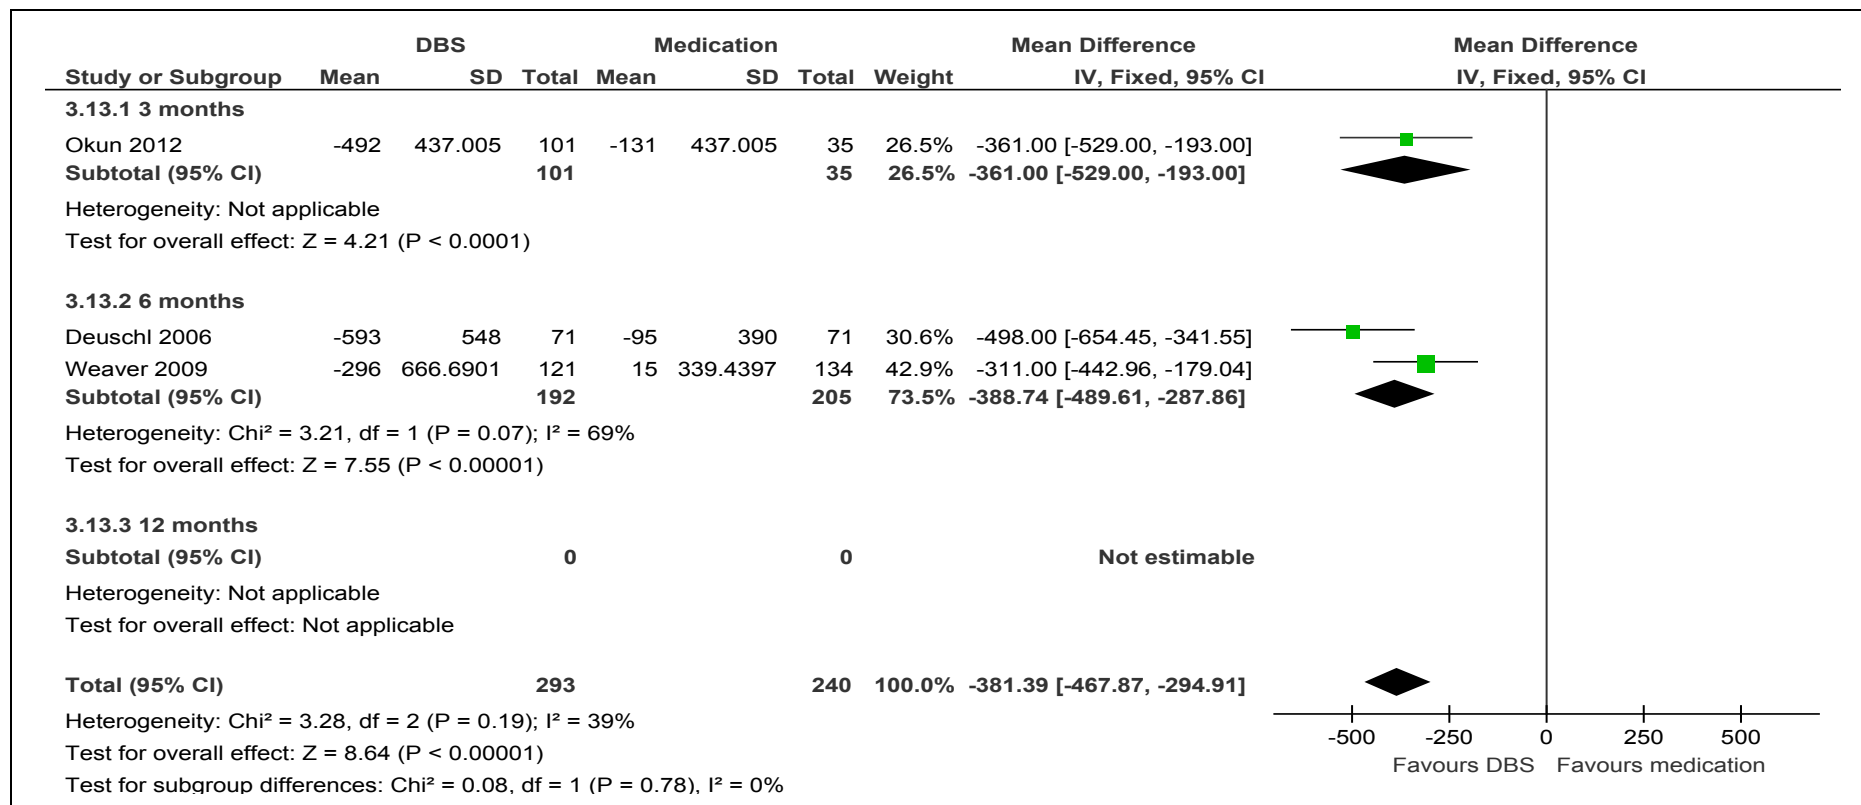 DBS Medication Mean Difference Mean Difference
Study or Subgroup Mean SD Total Mean SD Total Weight IV, Fixed, 95% CI IV, Fixed, 95% CI
3.13.1 3 months
Okun 2012 -492 437.005 101 -131 437.005 35 26.5% -361.00 [-529.00, -193.00]
Subtotal (95% CI) 101 35 26.5% -361.00 [-529.00, -193.00]
Heterogeneity: Not applicable
Test for overall effect: Z = 4.21 (P < 0.0001)
3.13.2 6 months
Deuschl 2006 -593 548 71 -95 390 71 30.6% -498.00 [-654.45, -341.55]
Weaver 2009 -296 666.6901 121 15 339.4397 134 42.9% -311.00 [-442.96, -179.04]
Subtotal (95% CI) 192 205 73.5% -388.74 [-489.61, -287.86]
Heterogeneity: Chi² = 3.21, df = 1 (P = 0.07); I² = 69%
Test for overall effect: Z = 7.55 (P < 0.00001)
3.13.3 12 months
Subtotal (95% CI) 0 0 Not estimable
Heterogeneity: Not applicable
Test for overall effect: Not applicable
Total (95% CI) 293 240 100.0% -381.39 [-467.87, -294.91]
Heterogeneity: Chi² = 3.28, df = 2 (P = 0.19); I² = 39%
Test for overall effect: Z = 8.64 (P < 0.00001)
Test for subgroup differences: Chi² = 0.08, df = 1 (P = 0.78), I² = 0%
-500 -250 0 250 500
Favours DBS Favours medication